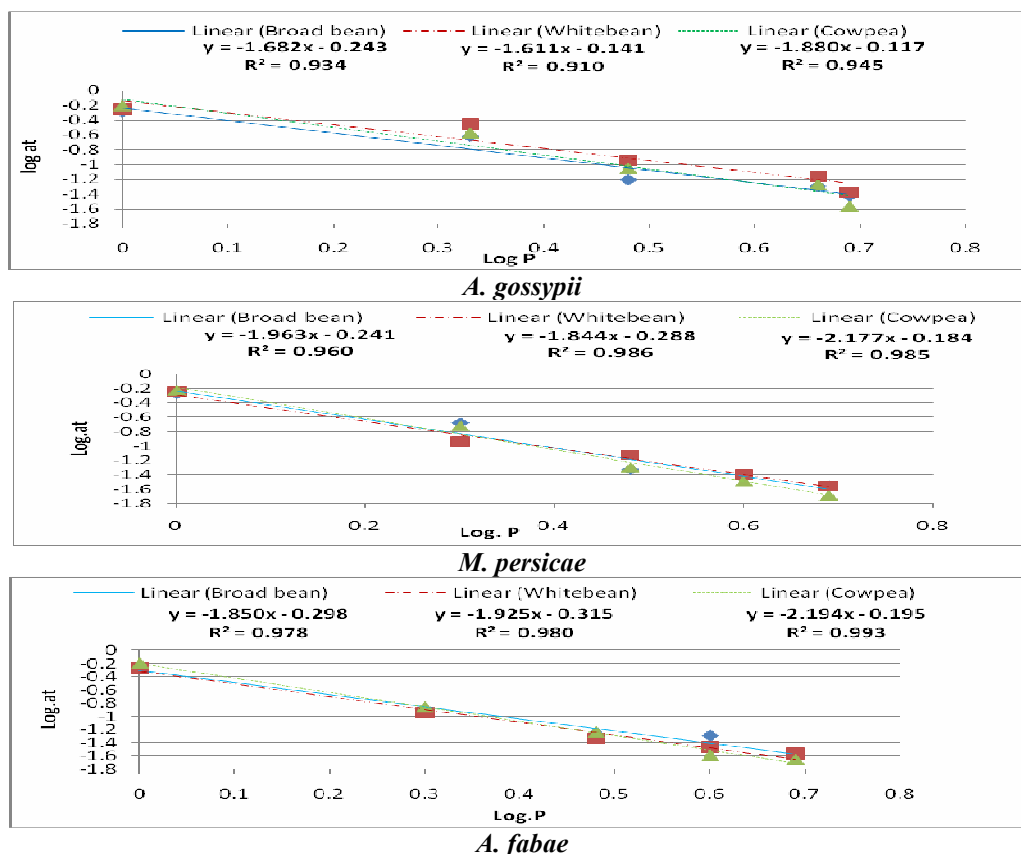 Linear (Broad bean) Linear (Whitebean) Linear (Cowpea)
y = -1.682x - 0.243 y = -1.611x - 0.141 y = -1.880x - 0.117
R² = 0.934 R² = 0.910 R² = 0.945
0
-0.2
-0.4
-0.6
-0.8
-1
-1.2
-1.4
-1.6
-1.8
log at
0 0.1 0.2 0.3 0.4 0.5 0.6 0.7 0.8
Log P
A. gossypii
Linear (Broad bean) Linear (Whitebean) Linear (Cowpea)
y = -1.963x - 0.241 y = -1.844x - 0.288 y = -2.177x - 0.184
R² = 0.960 R² = 0.986 R² = 0.985
0
-0.2
-0.4
-0.6
-0.8
-1
-1.2
-1.4
-1.6
-1.8
Log.at
0 0.2 0.4 0.6 0.8
Log. P
M. persicae
Linear (Broad bean) Linear (Whitebean) Linear (Cowpea)
y = -1.850x - 0.298 y = -1.925x - 0.315 y = -2.194x - 0.195
R² = 0.978 R² = 0.980 R² = 0.993
0
-0.2
-0.4
-0.6
-0.8
-1
-1.2
-1.4
-1.6
-1.8
Log.at
0 0.1 0.2 0.3 0.4 0.5 0.6 0.7 0.8
Log.P
A. fabae